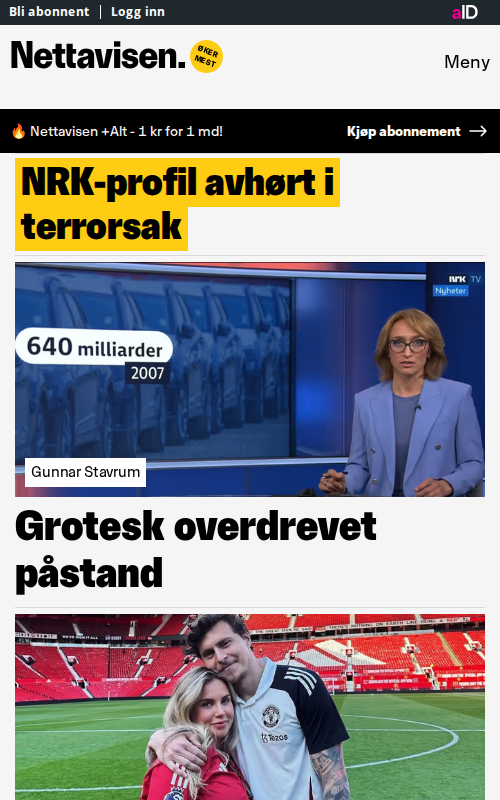 Bli abonnent
Logg inn
aID
Nettavisen.
ØKER
MEST
Meny
Nettavisen +Alt - 1 kr for 1 md!
Kjøp abonnement
NRK-profil avhørt i
terrorsak
NRK TV
Nyheter
640 milliarder
2007
Gunnar Stavrum
Grotesk overdrevet
påstand
Tezos